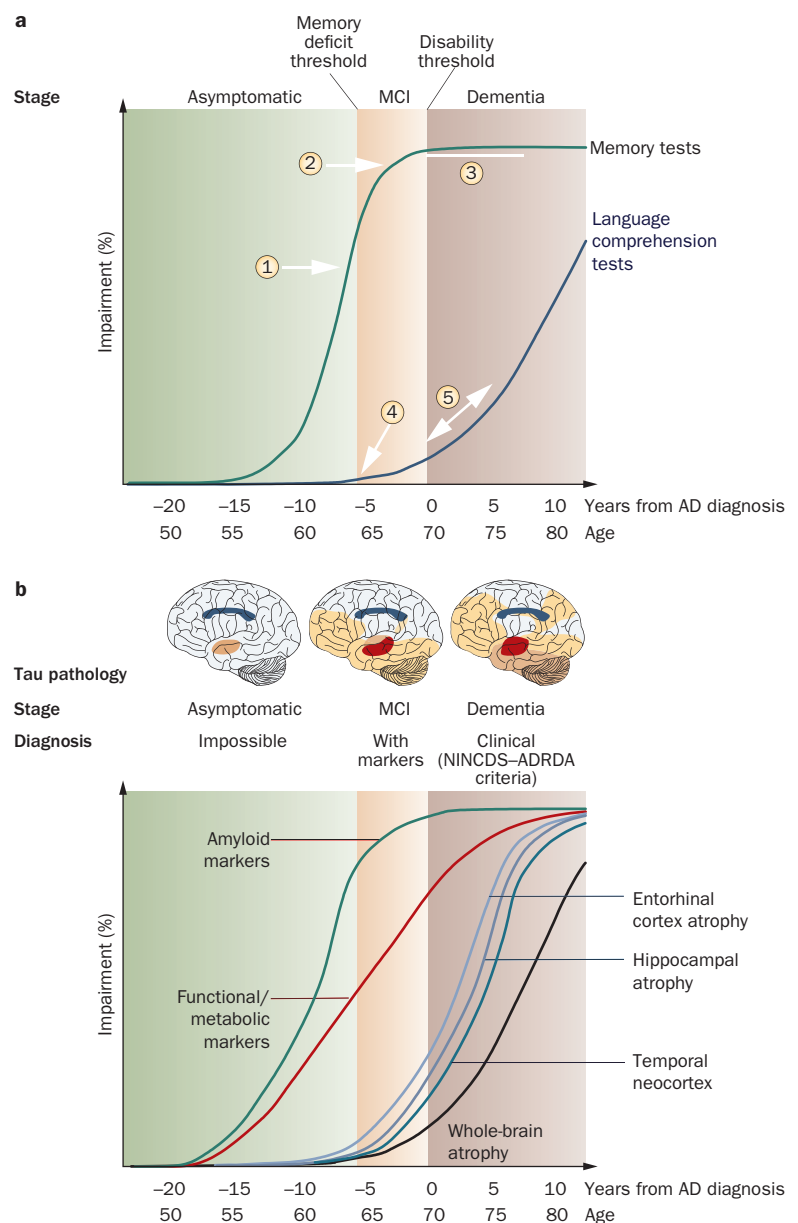 a
Memory
deficit
threshold
Disability
threshold
Stage
Asymptomatic
MCI
Dementia
Impairment (%)
1
2
3
4
5
Memory tests
Language
comprehension
tests
–20 –15 –10 –5 0 5 10 Years from AD diagnosis
50 55 60 65 70 75 80 Age
b
Tau pathology
Stage
Asymptomatic
MCI
Dementia
Diagnosis
Impossible
With
markers
Clinical
(NINCDS–ADRDA
criteria)
Impairment (%)
Amyloid
markers
Functional/
metabolic
markers
Entorhinal
cortex atrophy
Hippocampal
atrophy
Temporal
neocortex
Whole-brain
atrophy
–20 –15 –10 –5 0 5 10 Years from AD diagnosis
50 55 60 65 70 75 80 Age